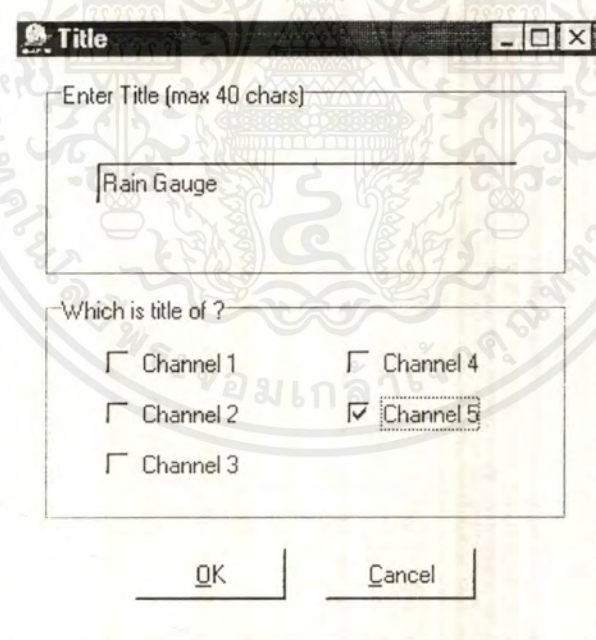 Title
Enter Title (max 40 chars)
Rain Gauge
Which is title of ?
Channel 1
Channel 4
Channel 2
Channel 5
Channel 3
OK
Cancel